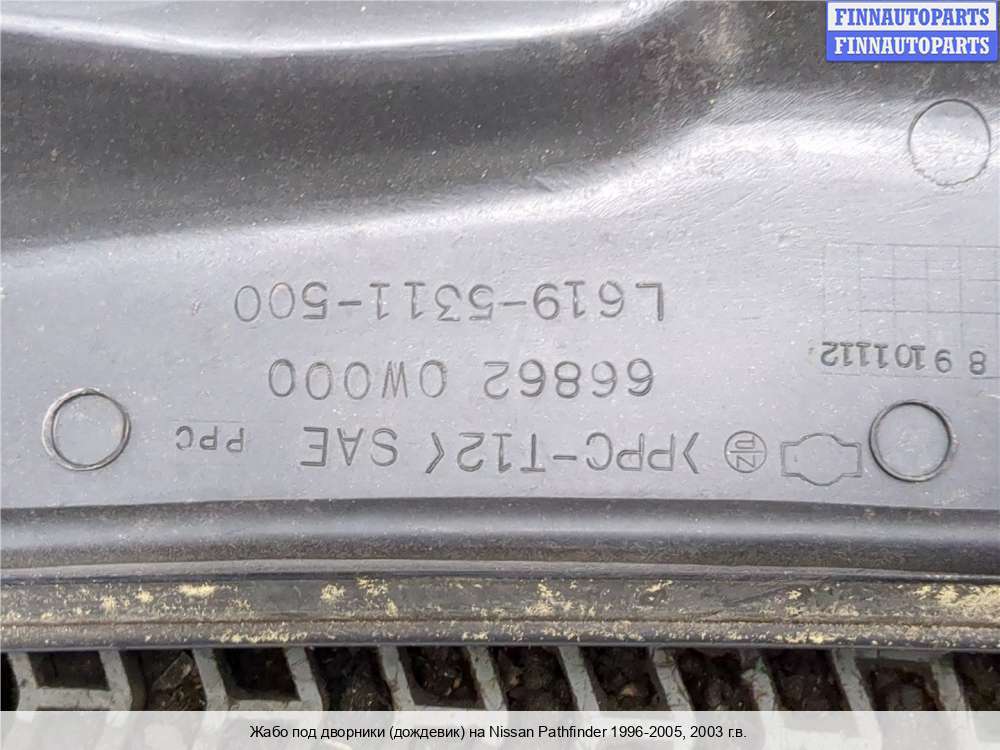 FINNAUTOPARTS
FINNAUTOPARTS
>PPC-T12< SAE PPC
66862 0W000
L619-5311-500
8 9 10 11 12
Жабо под дворники (дождевик) на Nissan Pathfinder 1996-2005, 2003 г.в.